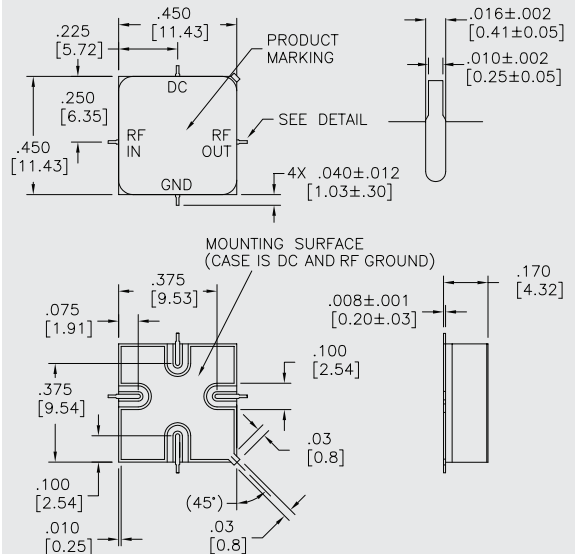 .450
[11.43]
.225
[5.72]
PRODUCT
MARKING
.016±.002
[0.41±0.05]
.010±.002
[0.25±0.05]
DC
.250
[6.35]
RF
IN
RF
OUT
SEE DETAIL
.450
[11.43]
GND
4X .040±.012
[1.03±.30]
MOUNTING SURFACE
(CASE IS DC AND RF GROUND)
.375
[9.53]
.075
[1.91]
.008±.001
[0.20±.03]
.170
[4.32]
.100
[2.54]
.375
[9.54]
.03
[0.8]
.100
[2.54]
(45°)
.010
[0.25]
.03
[0.8]